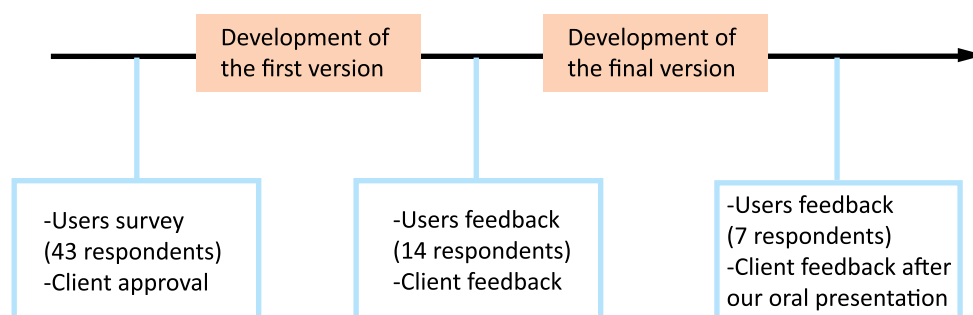 Development of
the first version
Development of
the final version
-Users survey
(43 respondents)
-Client approval
-Users feedback
(14 respondents)
-Client feedback
-Users feedback
(7 respondents)
-Client feedback after
our oral presentation